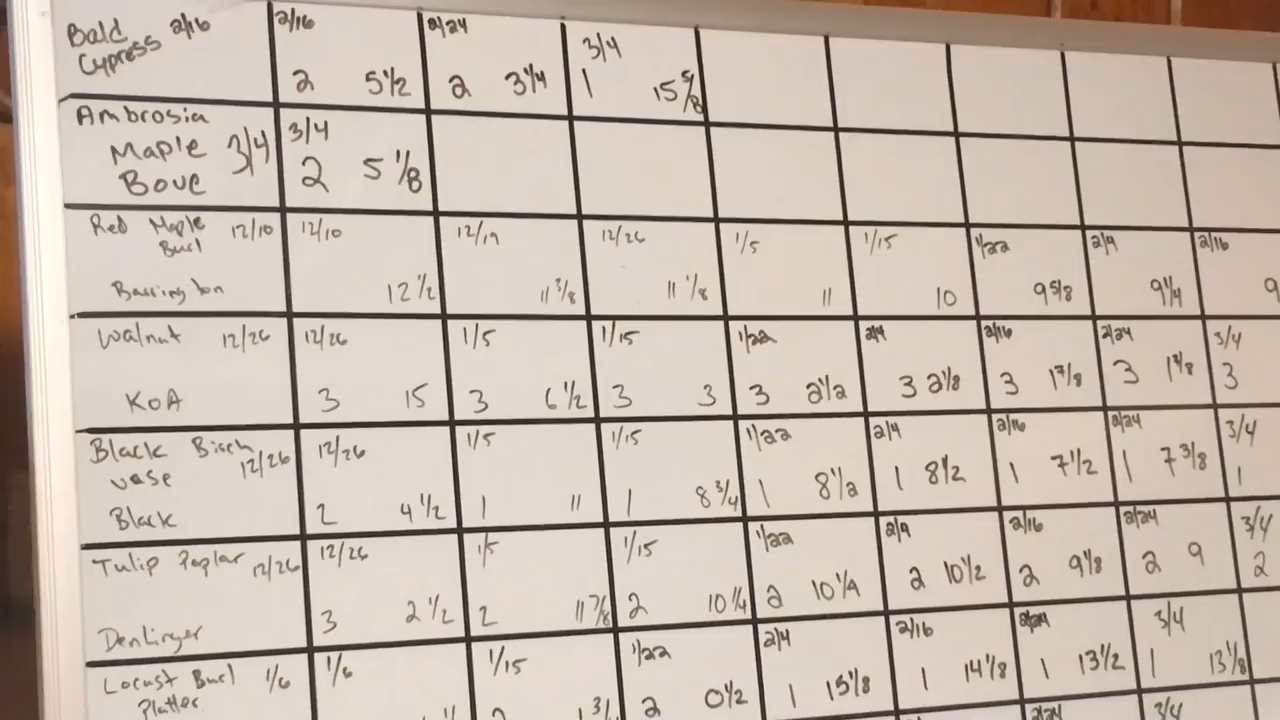 Bald 2/16 2/16 2/24 3/4
Cypress 2 5 1/2 2 3 1/4 1 15 5/8
Ambrosia 3/4
Maple 3/4 2 5 1/8
Bowl
Red Maple 12/10 12/10 12/19 12/26 1/5 1/15 1/22 2/4 2/16
Burl
Barrington 12 1/2 11 3/8 11 1/8 11 10 9 5/8 9 1/4 9
Walnut 12/26 12/26 1/5 1/15 1/22 2/4 2/16 2/24 3/4
KOA 3 15 3 6 1/2 3 3 3 2 1/2 3 2 1/8 3 1 7/8 3 3
Black Birch 12/26 1/5 1/15 1/22 2/4 2/16 2/24 3/4
vase 12/26
Black 2 4 1/2 1 11 1 8 3/4 1 8 1/2 1 8 1/2 1 7 1/2 1 7 3/8 1
Tulip Poplar 12/26 12/26 1/5 1/15 1/22 2/9 2/16 2/24 3/4
Denlinger 3 2 1/2 2 11 7/8 2 10 1/4 2 10 1/4 2 10 1/2 2 9 1/8 2 9 2
Locust Burl 1/6 1/6 1/15 1/22 2/4 2/16 2/24 3/4
Platter 2 0 1/2 1 15 1/8 1 14 1/8 1 13 1/2 1 13 1/8
2/24 3/4